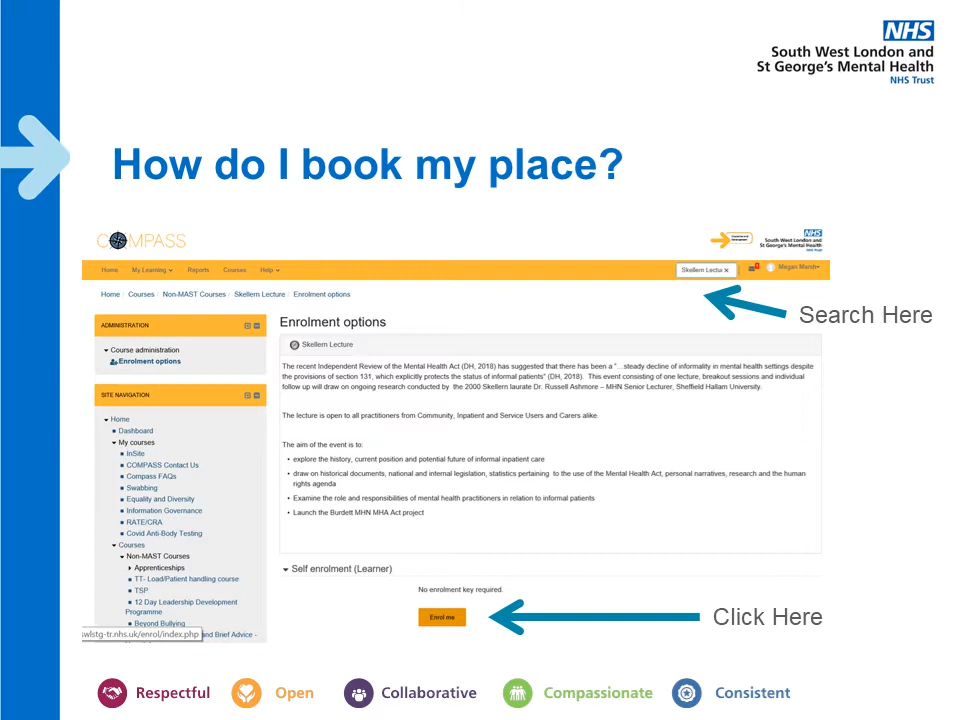 NHS
South West London and
St George's Mental Health
NHS Trust
How do I book my place?
COMPASS
NHS
South West London and
St George's Mental Health
NHS Trust
Home My Learning Reports Courses Help
Skellern Lectu × Megan March
Home / Courses / Non-MAST Courses / Skellern Lecture / Enrolment options
Search Here
ADMINISTRATION
Course administration
Enrolment options
SITE NAVIGATION
Home
Dashboard
My courses
InSite
COMPASS Contact Us
Compass FAQs
Swabbing
Equality and Diversity
Information Governance
RATE/CRA
Covid Anti-Body Testing
Courses
Non-MAST Courses
Apprenticeships
TT- Load/Patient handling course
TSP
12 Day Leadership Development
Programme
Beyond Bullying
swlstg-tr.nhs.uk/enrol/index.php and Brief Advice -
Enrolment options
Skellern Lecture
The recent Independent Review of the Mental Health Act (DH, 2018) has suggested that there has been a "...steady decline of informality in mental health settings despite
the provisions of section 131, which explicitly protects the status of informal patients" (DH, 2018). This event consisting of one lecture, breakout sessions and individual
follow up will draw on ongoing research conducted by the 2000 Skellern laurate Dr. Russell Ashmore – MHN Senior Lecturer, Sheffield Hallam University.
The lecture is open to all practitioners from Community, Inpatient and Service Users and Carers alike.
The aim of the event is to:
• explore the history, current position and potential future of informal inpatient care
• draw on historical documents, national and internal legislation, statistics pertaining to the use of the Mental Health Act, personal narratives, research and the human
rights agenda
• Examine the role and responsibilities of mental health practitioners in relation to informal patients
• Launch the Burdett MHN MHA Act project
Self enrolment (Learner)
No enrolment key required.
Enrol me
Click Here
Respectful Open Collaborative Compassionate Consistent